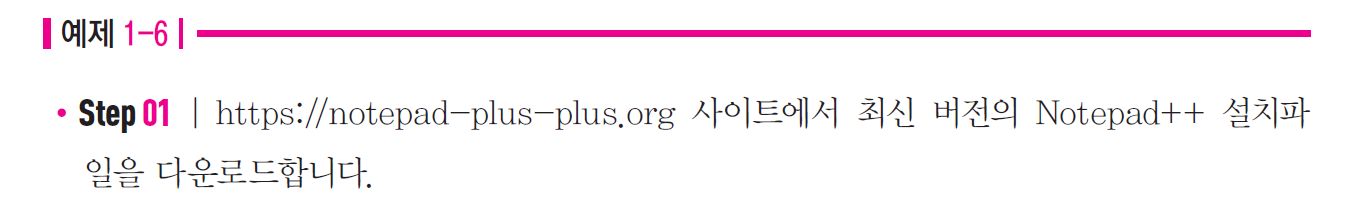 예제 1-6
• Step 01 | https://notepad-plus-plus.org 사이트에서 최신 버전의 Notepad++ 설치파
일을 다운로드합니다.